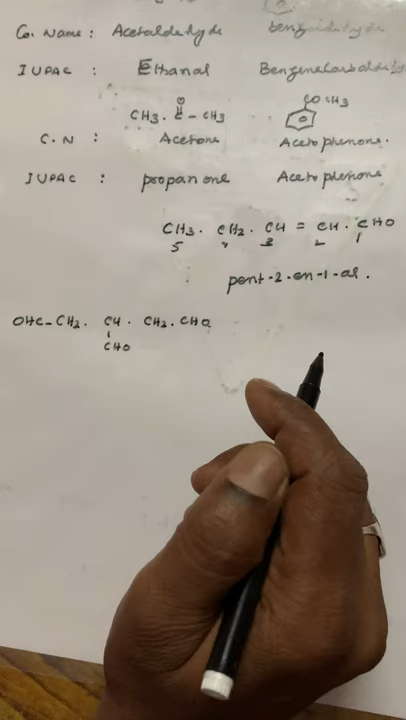 Co. Name : Acetaldehyde benzaldehyde
IUPAC : Ethanal Benzenecarbaldehyde
O
CH3. C – CH3 COCH3
C.N : Acetone Acetophenone.
IUPAC : propanone Acetophenone
CH3. CH2. CH = CH. CHO
5 4 3 2 1
pent-2-en-1-al.
OHC–CH2. CH. CH2. CHO
CHO